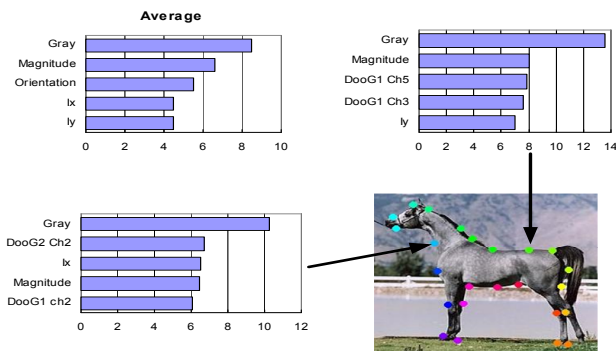 Average
Gray
Magnitude
Orientation
Ix
Iy
0 2 4 6 8 10
Gray
Magnitude
DooG1 Ch5
DooG1 Ch3
Iy
0 2 4 6 8 10 12 14
Gray
DooG2 Ch2
Ix
Magnitude
DooG1 ch2
0 2 4 6 8 10 12